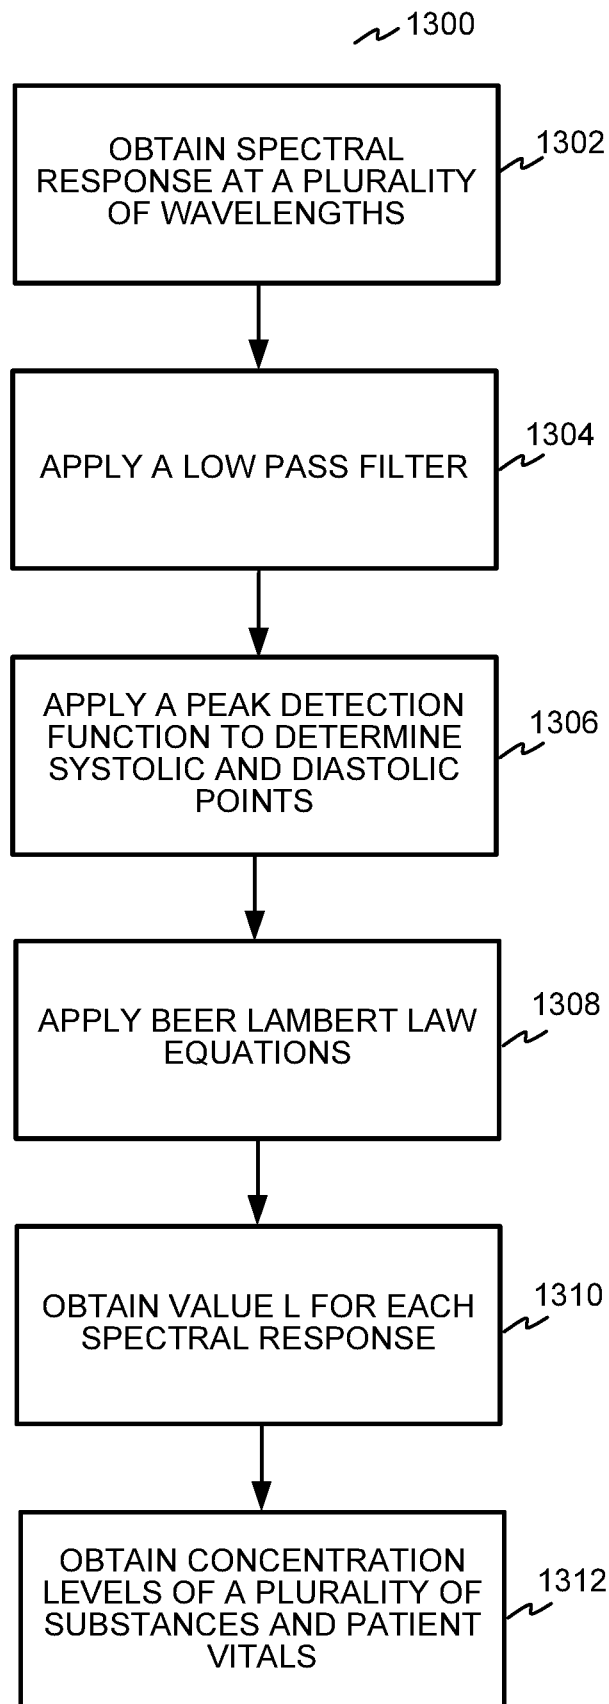 1300
OBTAIN SPECTRAL
RESPONSE AT A PLURALITY
OF WAVELENGTHS
1302
APPLY A LOW PASS FILTER
1304
APPLY A PEAK DETECTION
FUNCTION TO DETERMINE
SYSTOLIC AND DIASTOLIC
POINTS
1306
APPLY BEER LAMBERT LAW
EQUATIONS
1308
OBTAIN VALUE L FOR EACH
SPECTRAL RESPONSE
1310
OBTAIN CONCENTRATION
LEVELS OF A PLURALITY OF
SUBSTANCES AND PATIENT
VITALS
1312